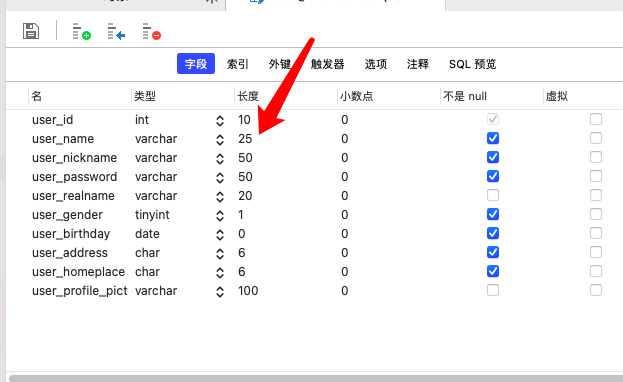 字段 索引 外键 触发器 选项 注释 SQL 预览
名 类型 长度 小数点 不是 null 虚拟
user_id int 10 0
user_name varchar 25 0
user_nickname varchar 50 0
user_password varchar 50 0
user_realname varchar 20 0
user_gender tinyint 1 0
user_birthday date 0 0
user_address char 6 0
user_homeplace char 6 0
user_profile_pict varchar 100 0